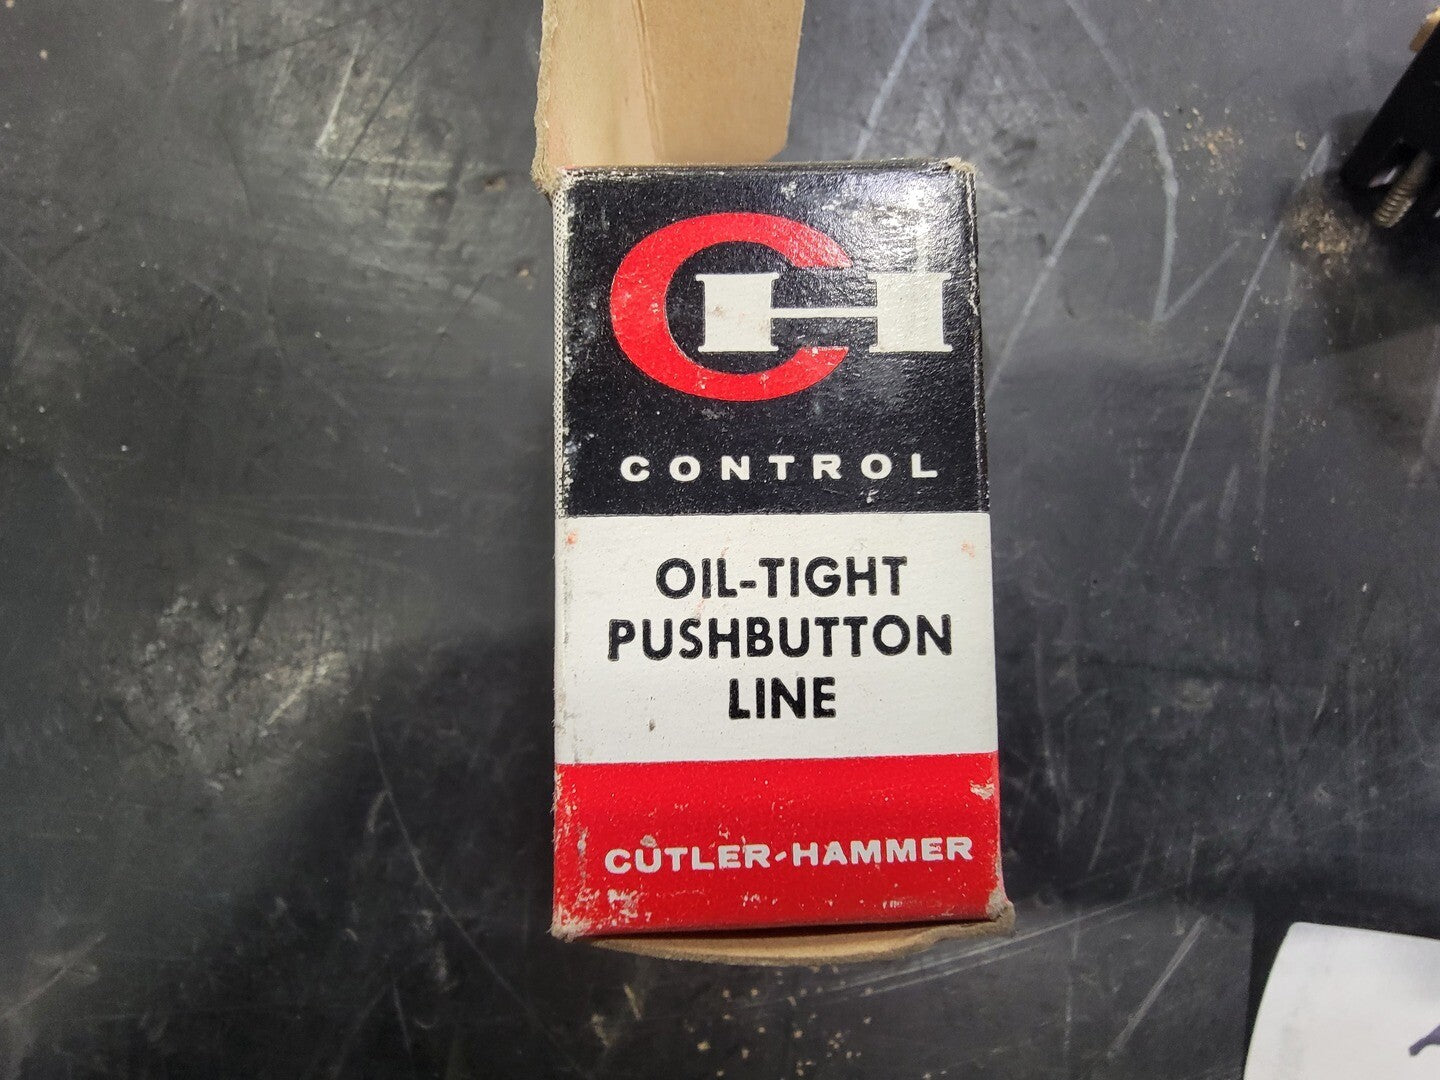 CH
CONTROL
OIL-TIGHT
PUSHBUTTON
LINE
CUTLER-HAMMER